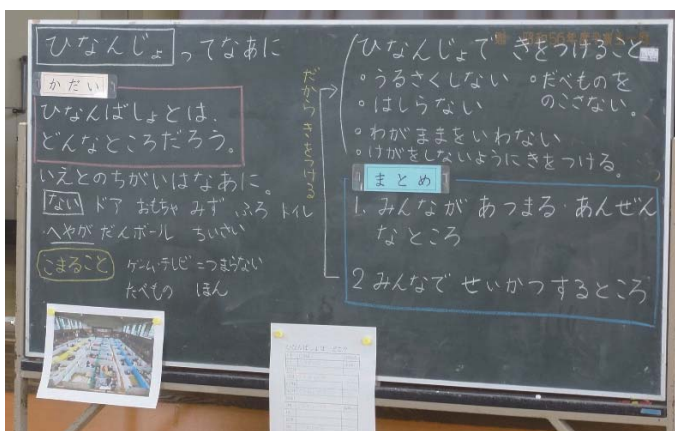 ひなんじょってなあに
かだい
ひなんばしょとは、
どんなところだろう。
いえとのちがいはなあに。
ない ドア おもちゃ みず ふろ トイレ
・へやが だんボール ちいさい
こまること ゲーム・テレビ=つまらない
たべもの ほん
だからきをつける
ひなんじょで きをつけること
○うるさくしない
○はしらない
○たべものを
のこさない。
○わがままをいわない
○けがをしないようにきをつける。
まとめ
1. みんなが あつまる・あんぜん
なところ
2 みんなで せいかつするところ